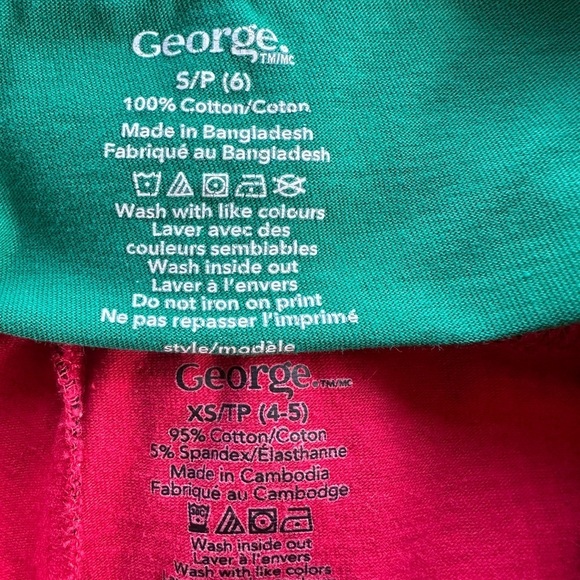 George.
TM/MC
S/P (6)
100% Cotton/Coton
Made in Bangladesh
Fabriqué au Bangladesh
Wash with like colours
Laver avec des
couleurs semblables
Wash inside out
Laver à l'envers
Do not iron on print
Ne pas repasser l'imprimé
style/modèle
George.
TM/MC
XS/TP (4-5)
95% Cotton/Coton
5% Spandex/Élasthanne
Made in Cambodia
Fabriqué au Cambodge
Wash inside out
Laver à l'envers
Wash with like colors